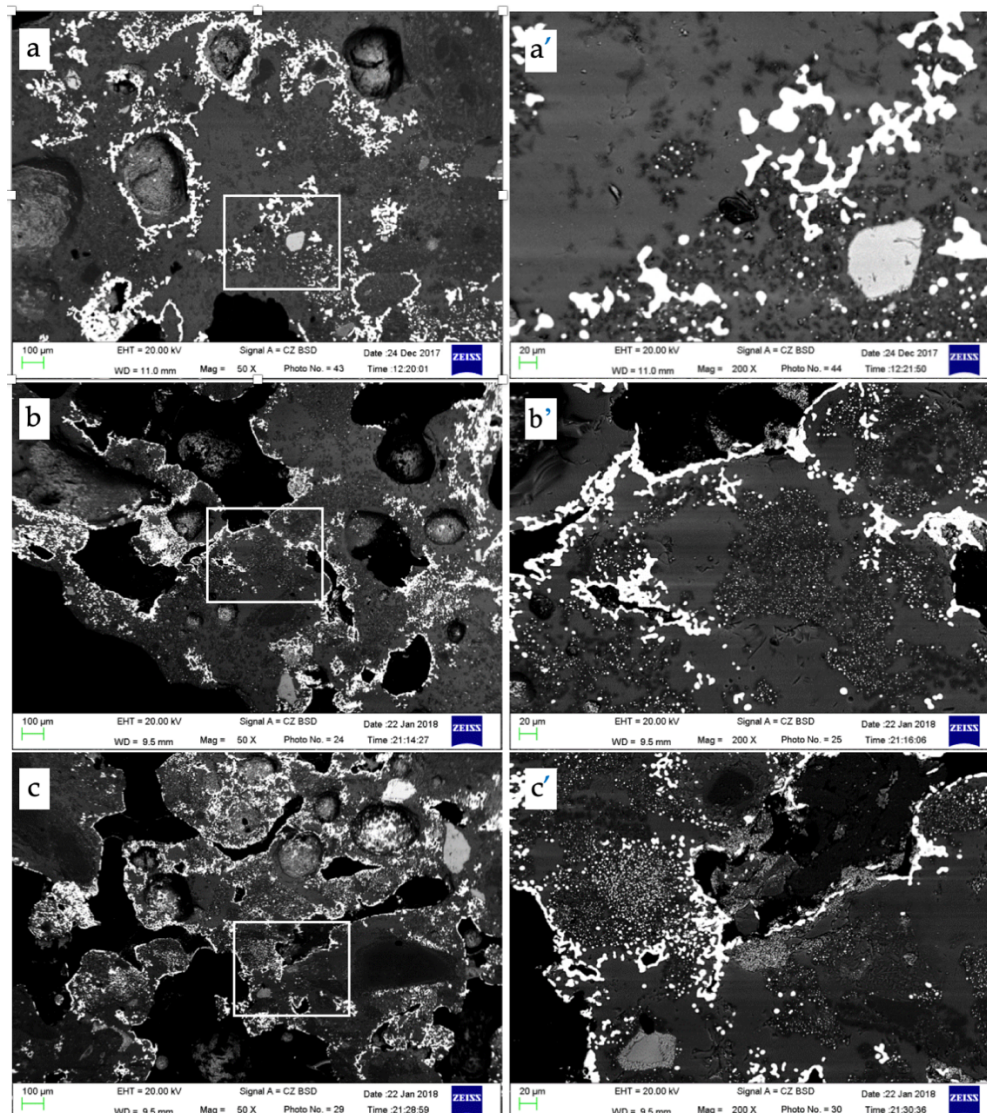 a
a′
100 µm EHT = 20.00 kV Signal A = CZ BSD Date :24 Dec 2017 ZEISS
WD = 11.0 mm Mag = 50 X Photo No. = 43 Time :12:20:01
20 µm EHT = 20.00 kV Signal A = CZ BSD Date :24 Dec 2017 ZEISS
WD = 11.0 mm Mag = 200 X Photo No. = 44 Time :12:21:50
b
b’
100 µm EHT = 20.00 kV Signal A = CZ BSD Date :22 Jan 2018 ZEISS
WD = 9.5 mm Mag = 50 X Photo No. = 24 Time :21:14:27
20 µm EHT = 20.00 kV Signal A = CZ BSD Date :22 Jan 2018 ZEISS
WD = 9.5 mm Mag = 200 X Photo No. = 25 Time :21:16:06
c
c′
100 µm EHT = 20.00 kV Signal A = CZ BSD Date :22 Jan 2018 ZEISS
WD = 9.5 mm Mag = 50 X Photo No. = 29 Time :21:28:59
20 µm EHT = 20.00 kV Signal A = CZ BSD Date :22 Jan 2018 ZEISS
WD = 9.5 mm Mag = 200 X Photo No. = 30 Time :21:30:36